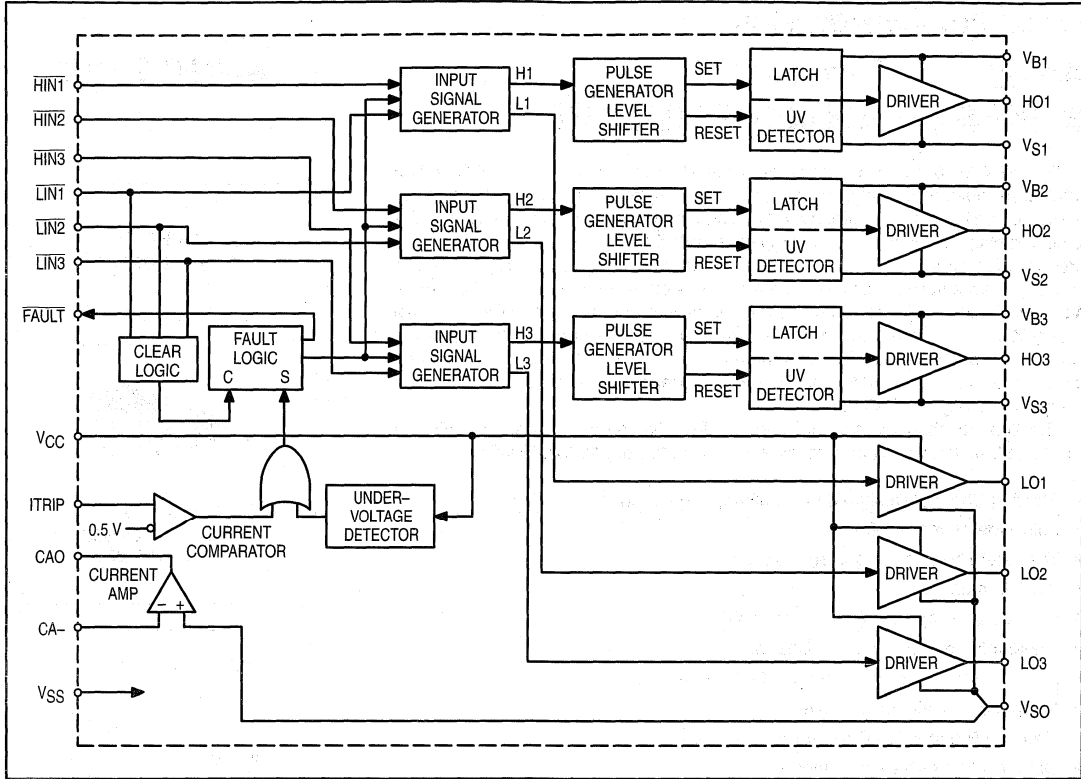 HIN1
HIN2
HIN3
LIN1
LIN2
LIN3
FAULT
VCC
ITRIP
0.5 V
CAO
CA–
VSS
CLEAR
LOGIC
FAULT
LOGIC
C S
CURRENT
COMPARATOR
UNDER–
VOLTAGE
DETECTOR
CURRENT
AMP
– +
INPUT
SIGNAL
GENERATOR
H1
L1
PULSE
GENERATOR
LEVEL
SHIFTER
SET
RESET
LATCH
UV
DETECTOR
DRIVER
VB1
HO1
VS1
INPUT
SIGNAL
GENERATOR
H2
L2
PULSE
GENERATOR
LEVEL
SHIFTER
SET
RESET
LATCH
UV
DETECTOR
DRIVER
VB2
HO2
VS2
INPUT
SIGNAL
GENERATOR
H3
L3
PULSE
GENERATOR
LEVEL
SHIFTER
SET
RESET
LATCH
UV
DETECTOR
DRIVER
VB3
HO3
VS3
DRIVER
LO1
DRIVER
LO2
DRIVER
LO3
VSO